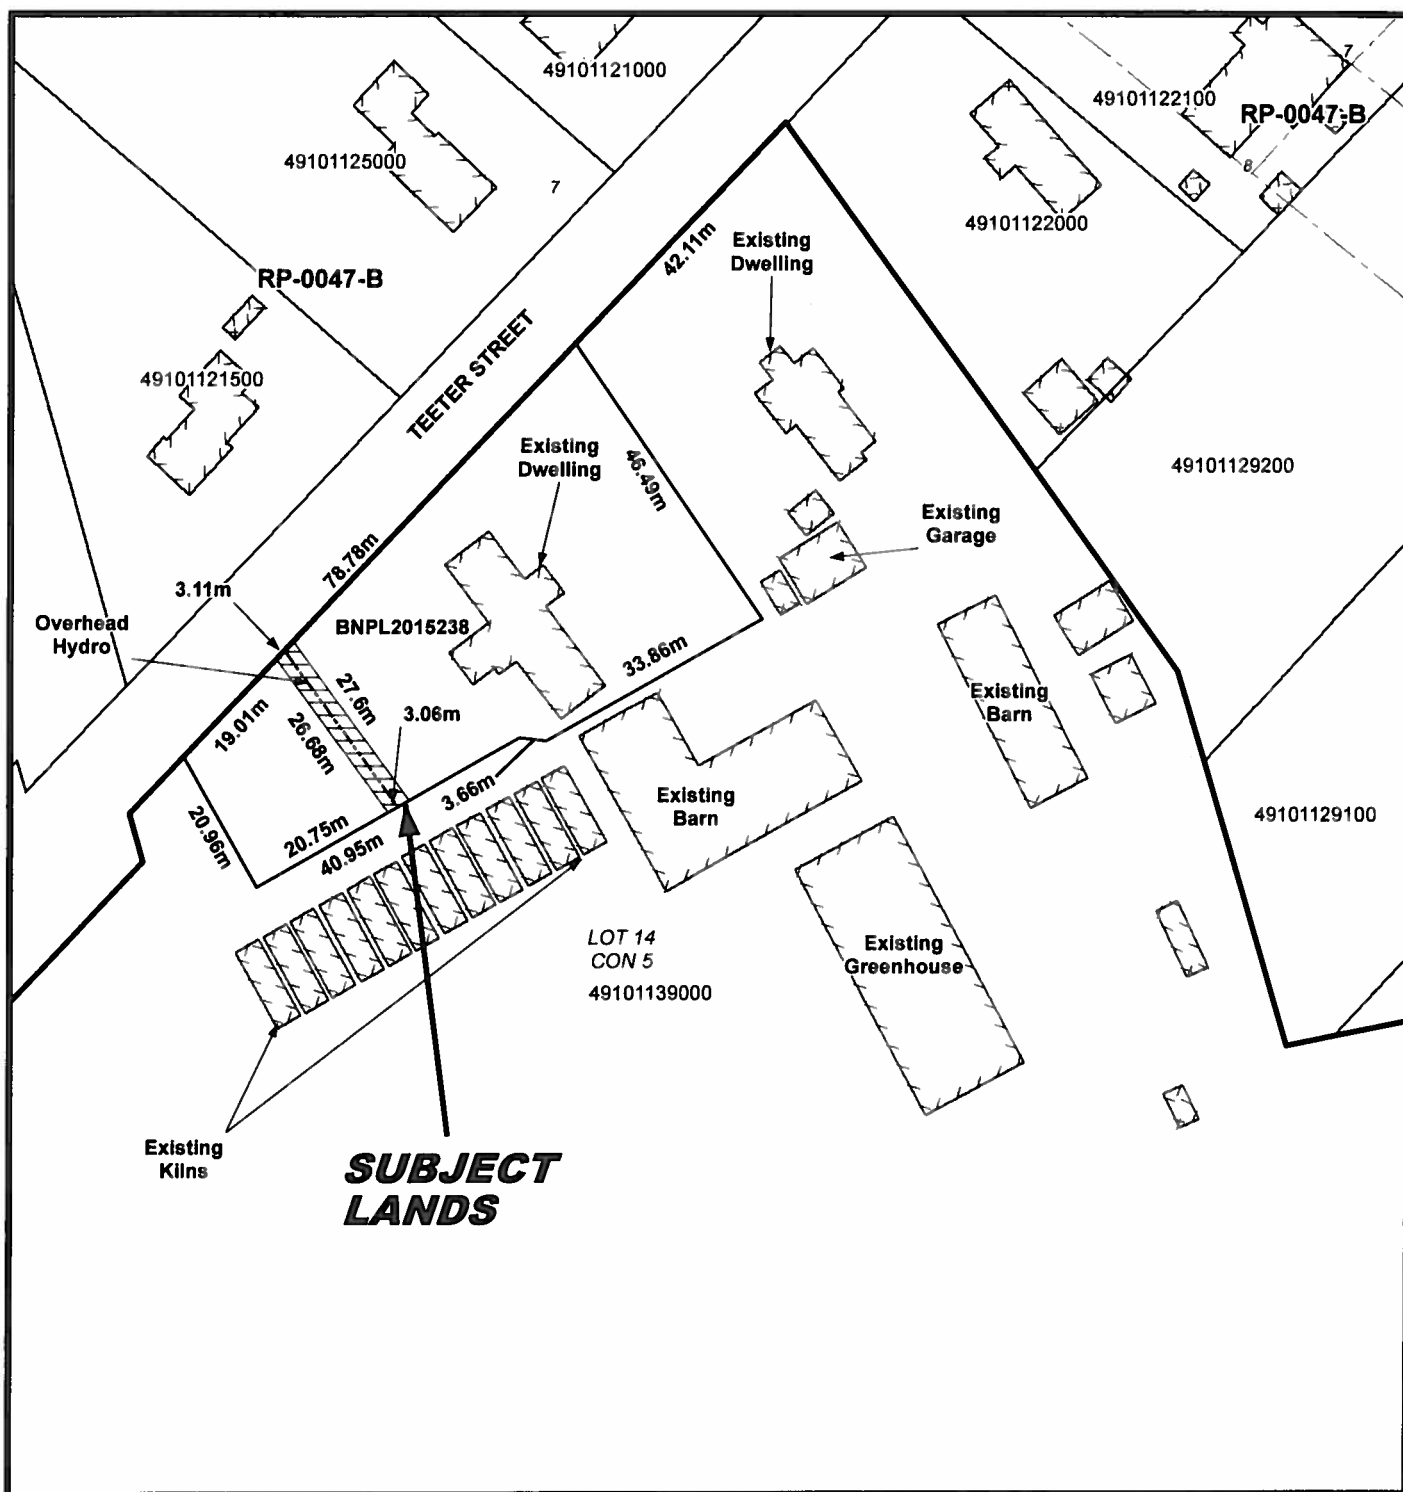 49101121000
7
49101122100
RP-0047-B
49101125000
7
8
49101122000
42.11m
Existing
Dwelling
RP-0047-B
TEETER STREET
49101121500
Existing
Dwelling
46.49m
49101129200
Existing
Garage
78.78m
3.11m
Overhead
Hydro
BNPL2015238
33.86m
27.6m
3.06m
19.01m
26.68m
Existing
Barn
3.66m
Existing
Barn
20.96m
20.75m
40.95m
49101129100
LOT 14
CON 5
49101139000
Existing
Greenhouse
Existing
Kilns
SUBJECT
LANDS